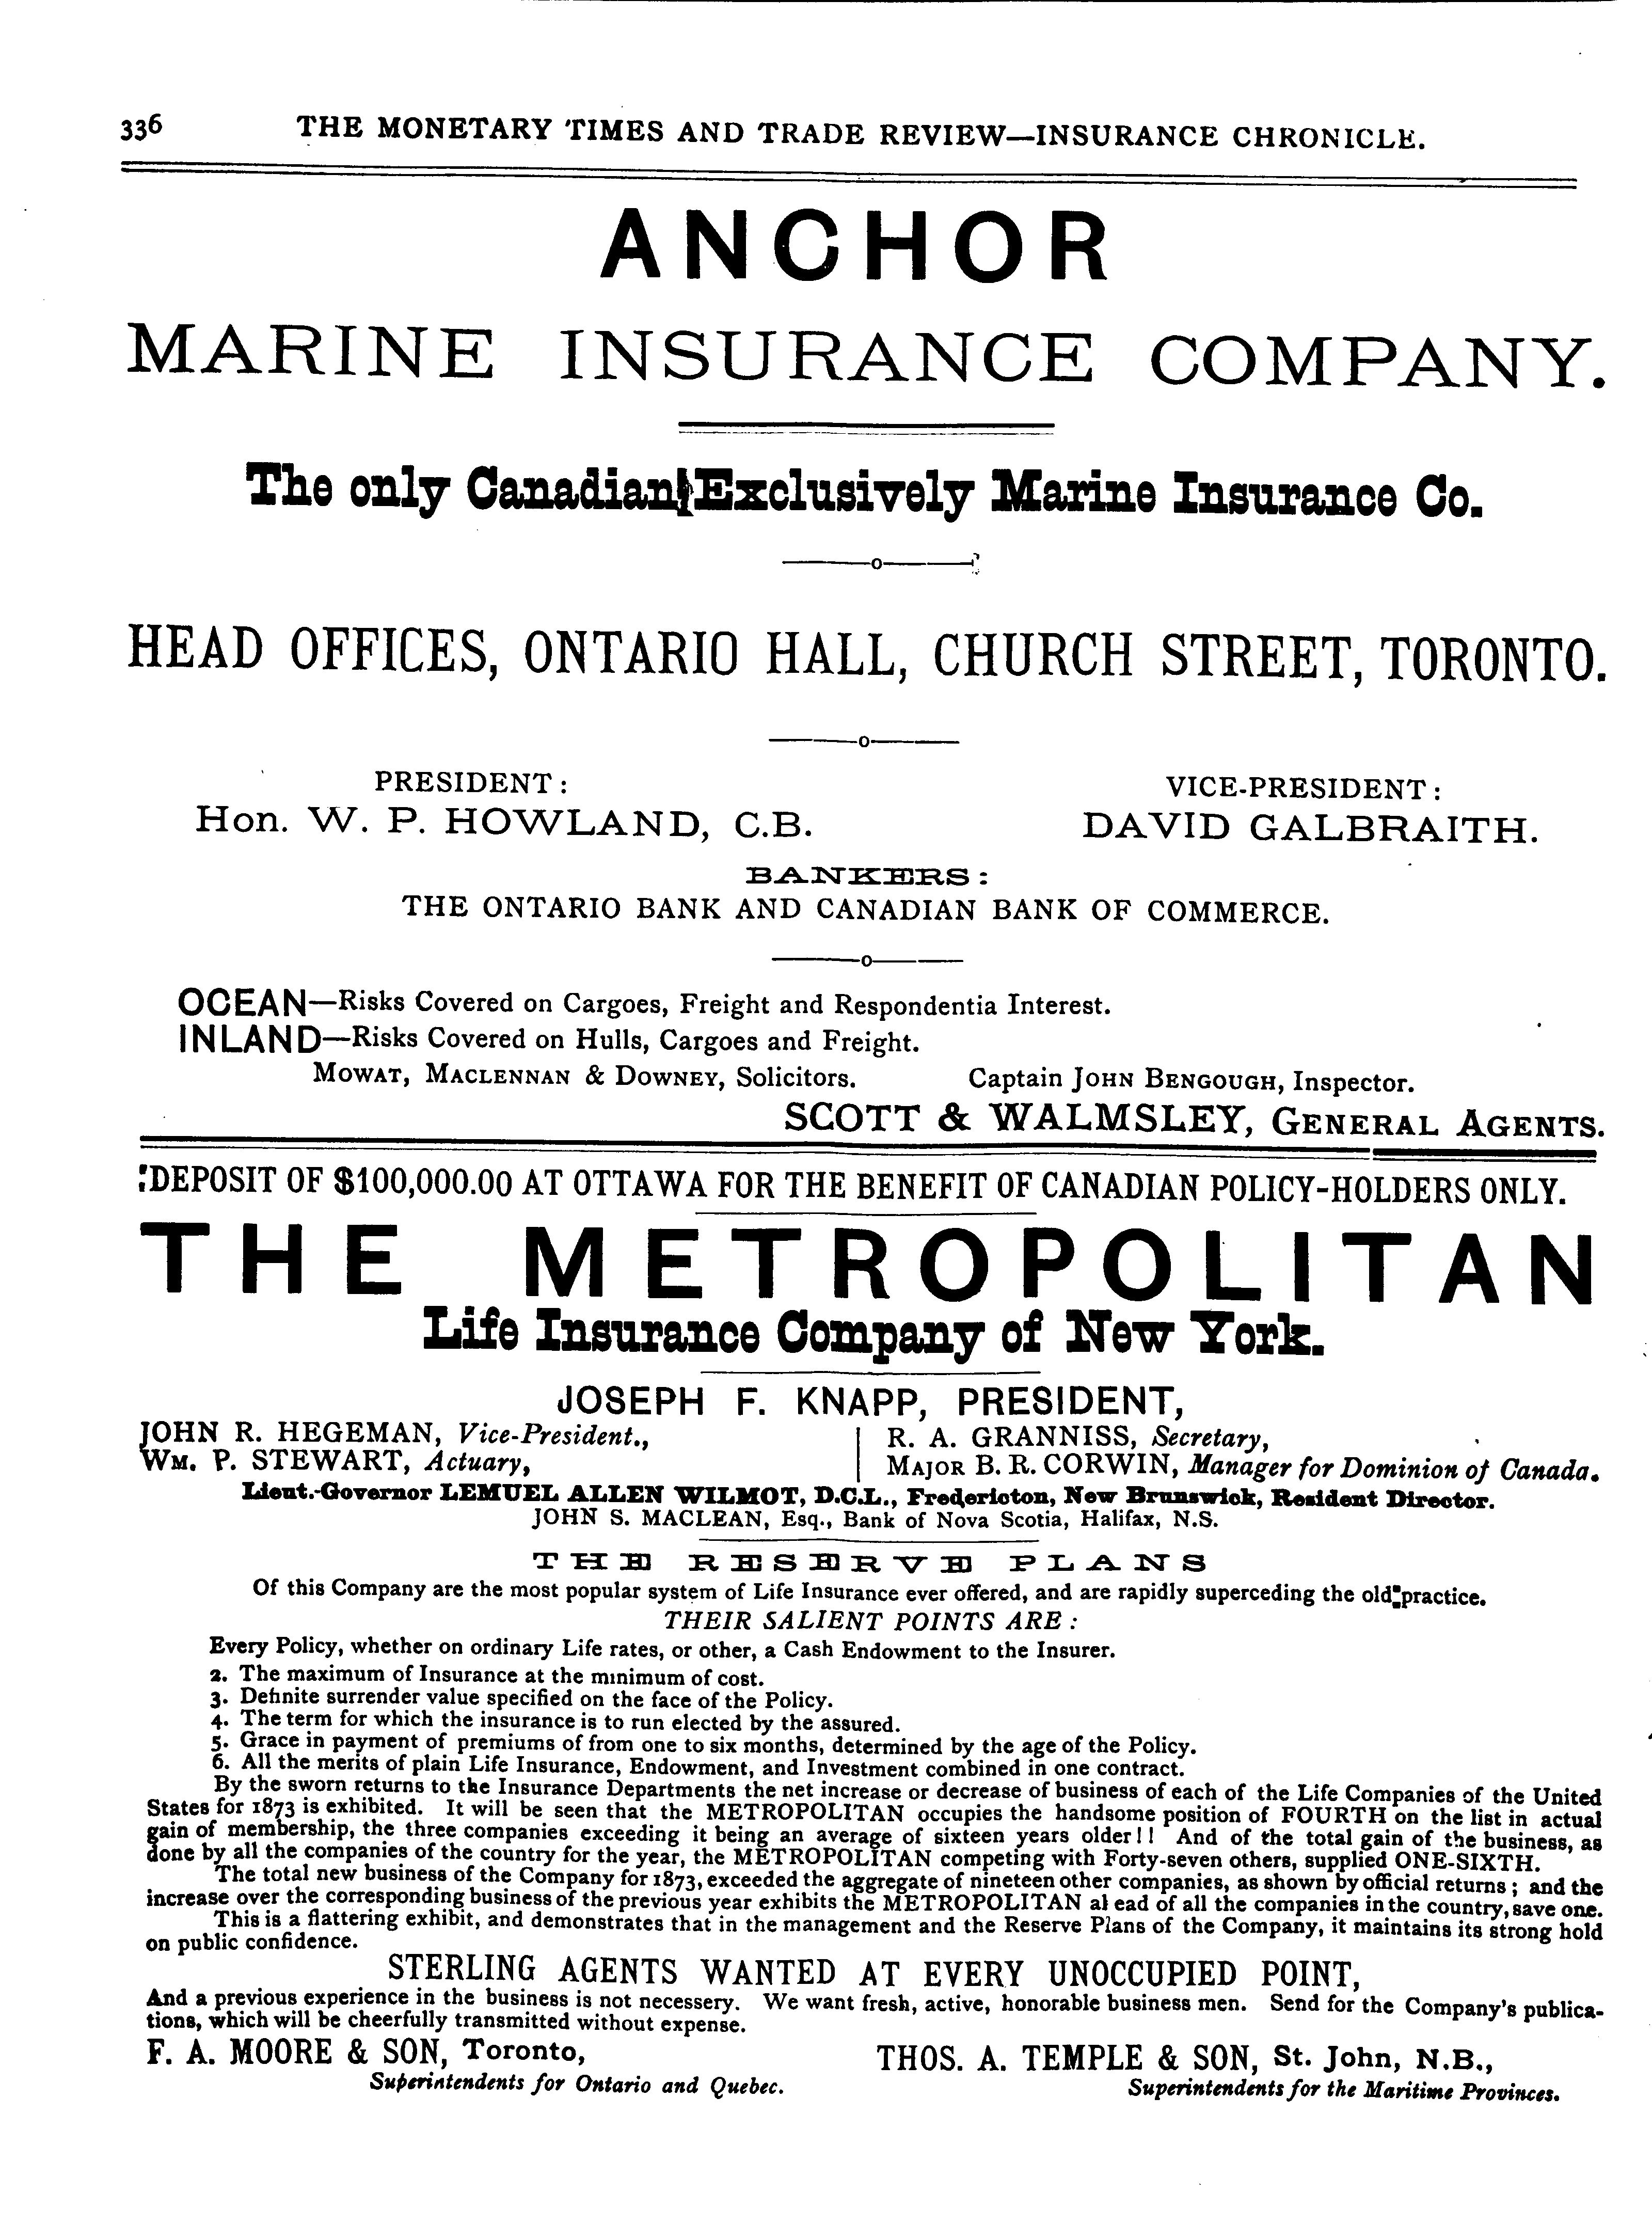 336 THE MONETARY TIMES AND TRADE REVIEW—INSURANCE CHRONICLE.
ANCHOR
MARINE INSURANCE COMPANY.
The only Canadian Exclusively Marine Insurance Co.
HEAD OFFICES, ONTARIO HALL, CHURCH STREET, TORONTO.
PRESIDENT: VICE-PRESIDENT:
Hon. W. P. HOWLAND, C.B. DAVID GALBRAITH.
BANKERS:
THE ONTARIO BANK AND CANADIAN BANK OF COMMERCE.
OCEAN—Risks Covered on Cargoes, Freight and Respondentia Interest.
INLAND—Risks Covered on Hulls, Cargoes and Freight.
MOWAT, MACLENNAN & DOWNEY, Solicitors. Captain JOHN BENGOUGH, Inspector.
SCOTT & WALMSLEY, GENERAL AGENTS.
DEPOSIT OF $100,000.00 AT OTTAWA FOR THE BENEFIT OF CANADIAN POLICY-HOLDERS ONLY.
THE METROPOLITAN
Life Insurance Company of New York.
JOSEPH F. KNAPP, PRESIDENT,
JOHN R. HEGEMAN, Vice-President., R. A. GRANNISS, Secretary,
WM. P. STEWART, Actuary, MAJOR B. R. CORWIN, Manager for Dominion of Canada.
Lieut.-Governor LEMUEL ALLEN WILMOT, D.C.L., Fredericton, New Brunswick, Resident Director.
JOHN S. MACLEAN, Esq., Bank of Nova Scotia, Halifax, N.S.
THE RESERVE PLANS
Of this Company are the most popular system of Life Insurance ever offered, and are rapidly superceding the old practice.
THEIR SALIENT POINTS ARE:
Every Policy, whether on ordinary Life rates, or other, a Cash Endowment to the Insurer.
2. The maximum of Insurance at the minimum of cost.
3. Definite surrender value specified on the face of the Policy.
4. The term for which the insurance is to run elected by the assured.
5. Grace in payment of premiums of from one to six months, determined by the age of the Policy.
6. All the merits of plain Life Insurance, Endowment, and Investment combined in one contract.
By the sworn returns to the Insurance Departments the net increase or decrease of business of each of the Life Companies of the United
States for 1873 is exhibited. It will be seen that the METROPOLITAN occupies the handsome position of FOURTH on the list in actual
gain of membership, the three companies exceeding it being an average of sixteen years older!! And of the total gain of the business, as
done by all the companies of the country for the year, the METROPOLITAN competing with Forty-seven others, supplied ONE-SIXTH.
The total new business of the Company for 1873, exceeded the aggregate of nineteen other companies, as shown by official returns; and the
increase over the corresponding business of the previous year exhibits the METROPOLITAN al ead of all the companies in the country, save one.
This is a flattering exhibit, and demonstrates that in the management and the Reserve Plans of the Company, it maintains its strong hold
on public confidence.
STERLING AGENTS WANTED AT EVERY UNOCCUPIED POINT,
And a previous experience in the business is not necessery. We want fresh, active, honorable business men. Send for the Company's publica-
tions, which will be cheerfully transmitted without expense.
F. A. MOORE & SON, Toronto, THOS. A. TEMPLE & SON, St. John, N.B.,
Superintendents for Ontario and Quebec. Superintendents for the Maritime Provinces.